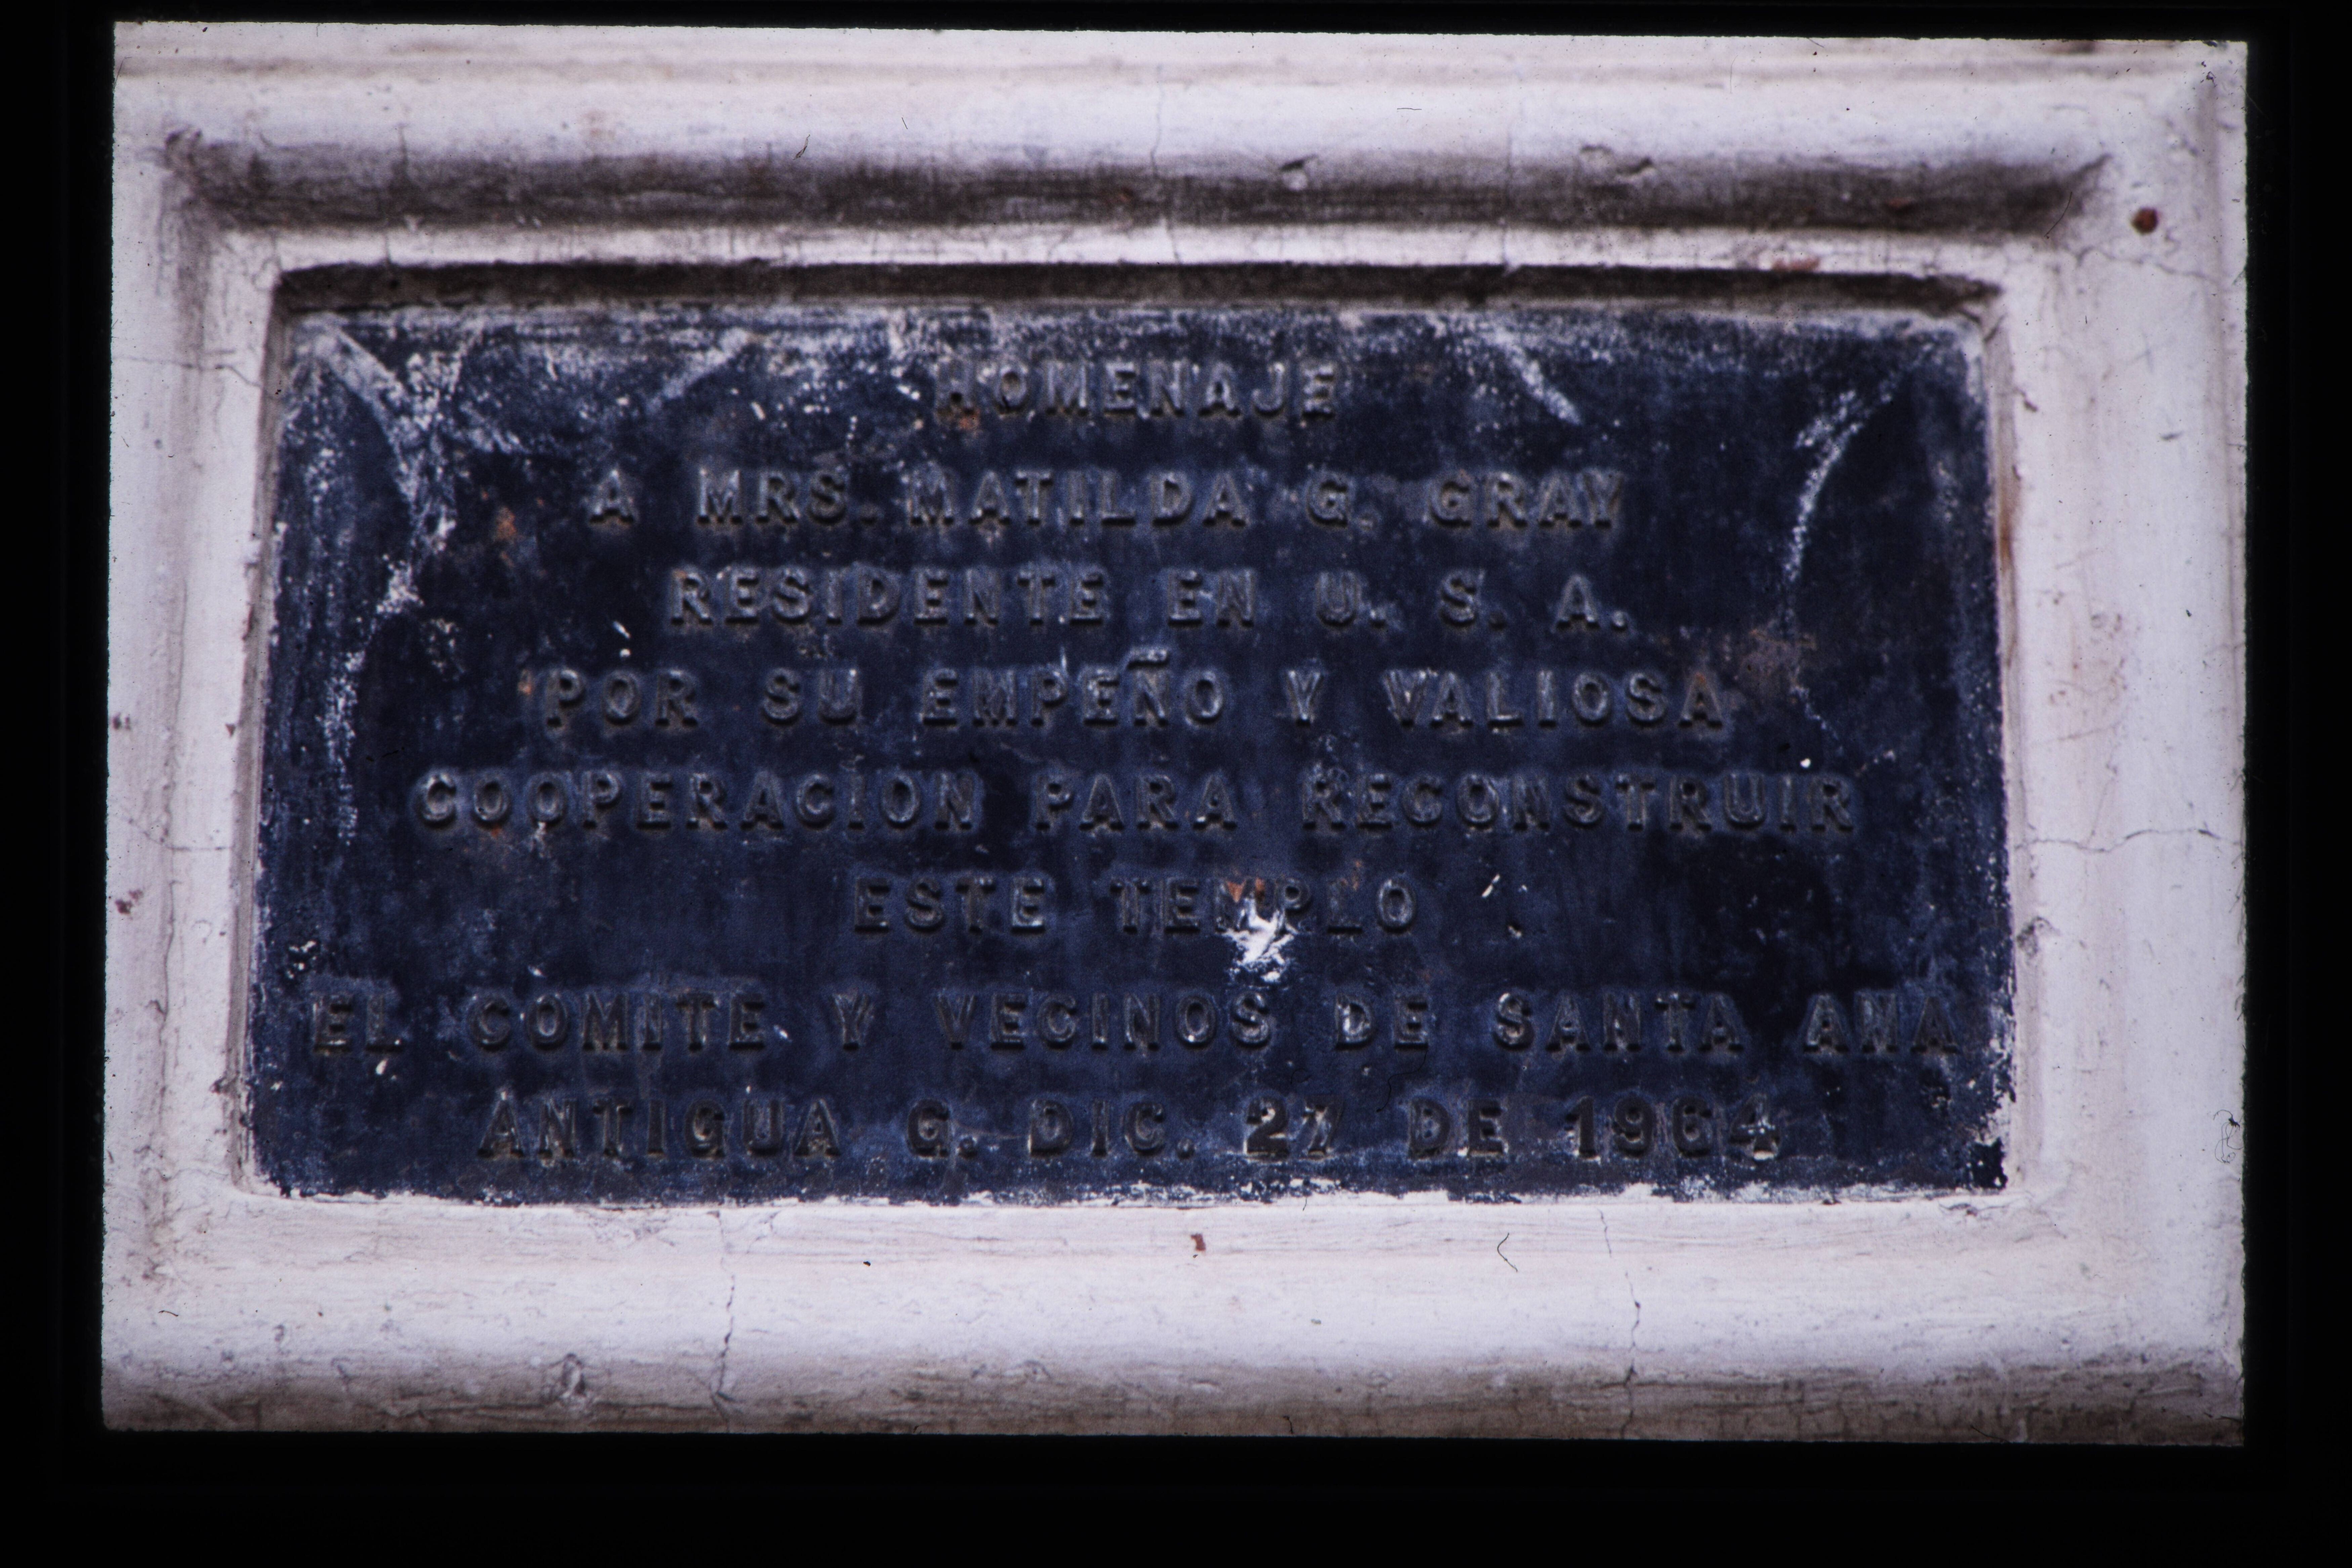 HOMENAJE
A MRS. MATILDA G. GRAY
RESIDENTE EN U. S. A.
POR SU EMPEÑO Y VALIOSA
COOPERACION PARA RECONSTRUIR
ESTE TEMPLO
EL COMITE Y VECINOS DE SANTA ANA
ANTIGUA G. DIC. 27 DE 1964